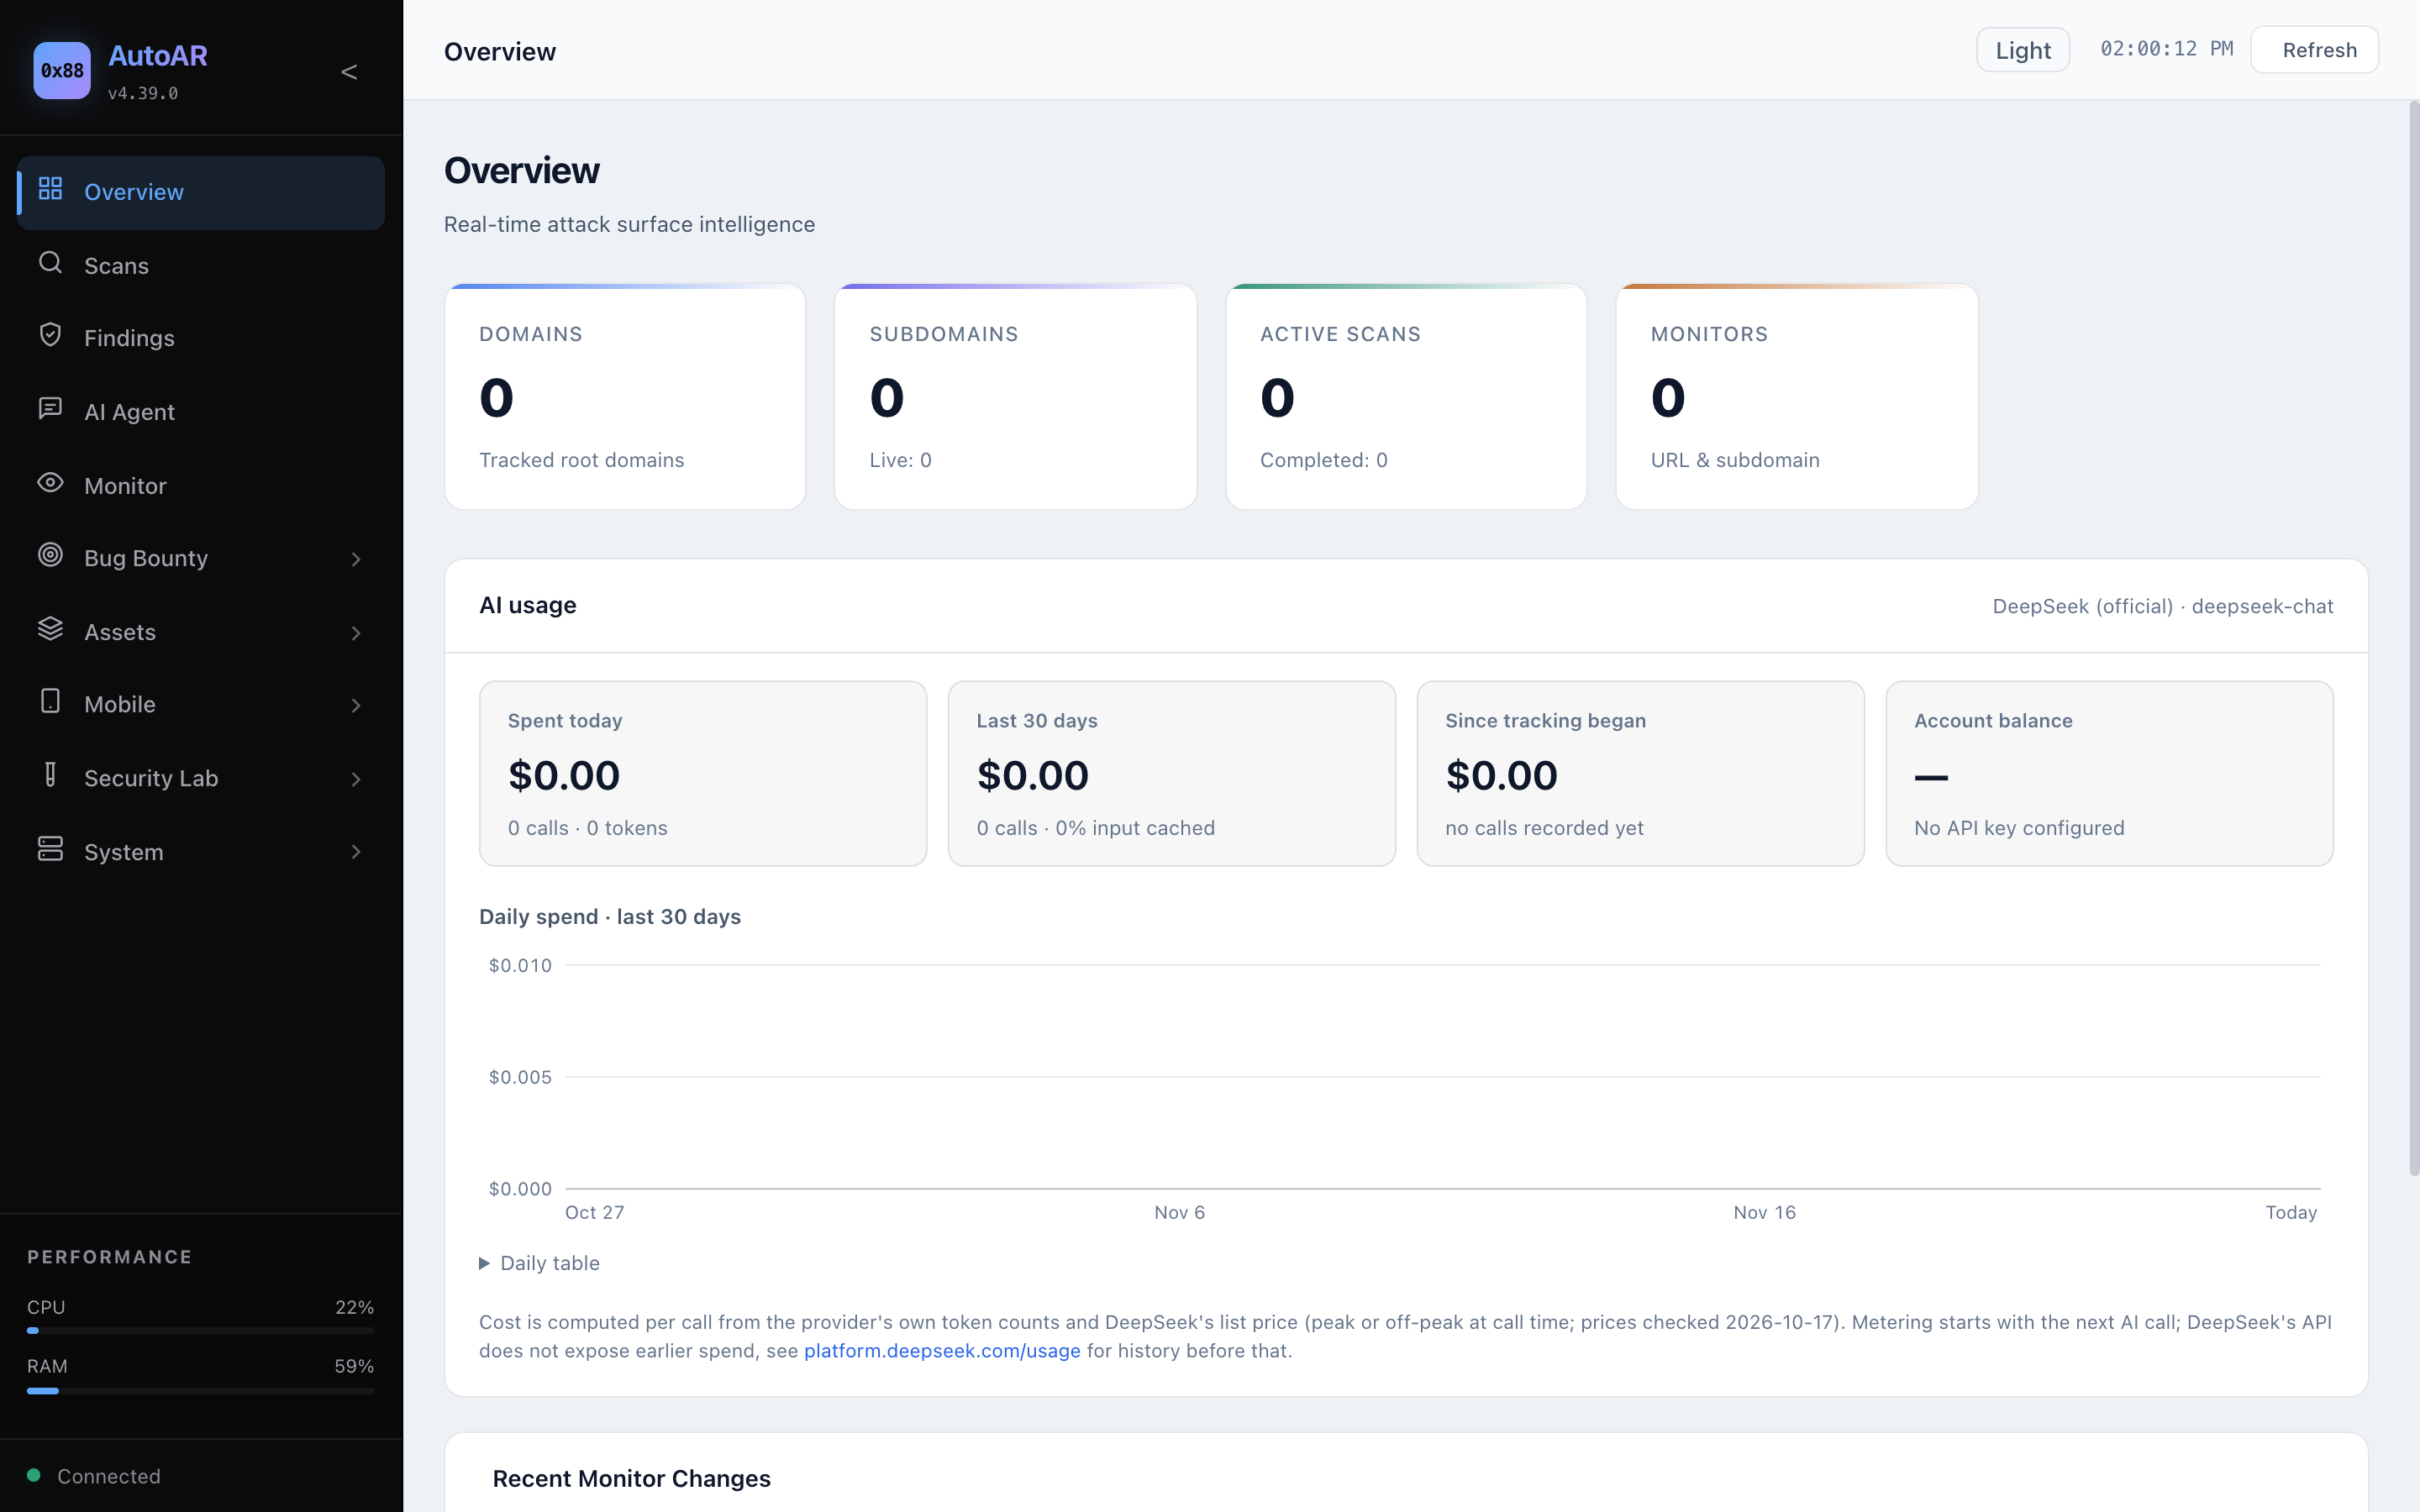 0x88
AutoAR
v4.39.0
<
Overview
Scans
Findings
AI Agent
Monitor
Bug Bounty
Assets
Mobile
Security Lab
System
PERFORMANCE
CPU 22%
RAM 59%
Connected
Overview
Light
02:00:12 PM
Refresh
Overview
Real-time attack surface intelligence
DOMAINS
0
Tracked root domains
SUBDOMAINS
0
Live: 0
ACTIVE SCANS
0
Completed: 0
MONITORS
0
URL & subdomain
AI usage
DeepSeek (official) · deepseek-chat
Spent today
$0.00
0 calls · 0 tokens
Last 30 days
$0.00
0 calls · 0% input cached
Since tracking began
$0.00
no calls recorded yet
Account balance
—
No API key configured
Daily spend · last 30 days
$0.010
$0.005
$0.000
Oct 27 Nov 6 Nov 16 Today
Daily table
Cost is computed per call from the provider's own token counts and DeepSeek's list price (peak or off-peak at call time; prices checked 2026-10-17). Metering starts with the next AI call; DeepSeek's API
does not expose earlier spend, see platform.deepseek.com/usage for history before that.
Recent Monitor Changes